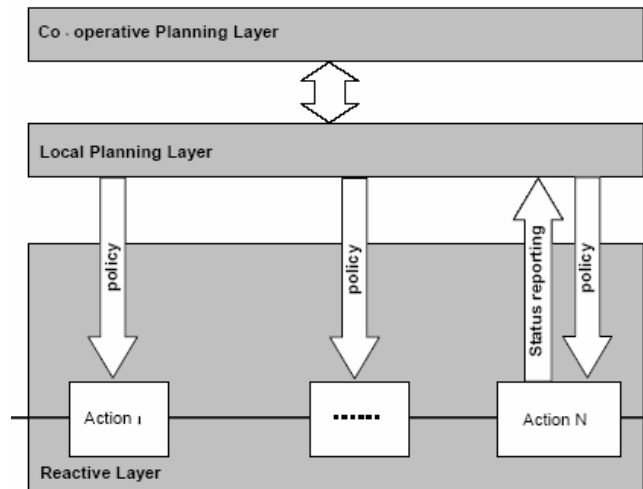 Co - operative Planning Layer
Local Planning Layer
policy
policy
Status reporting
policy
Action 1
......
Action N
Reactive Layer